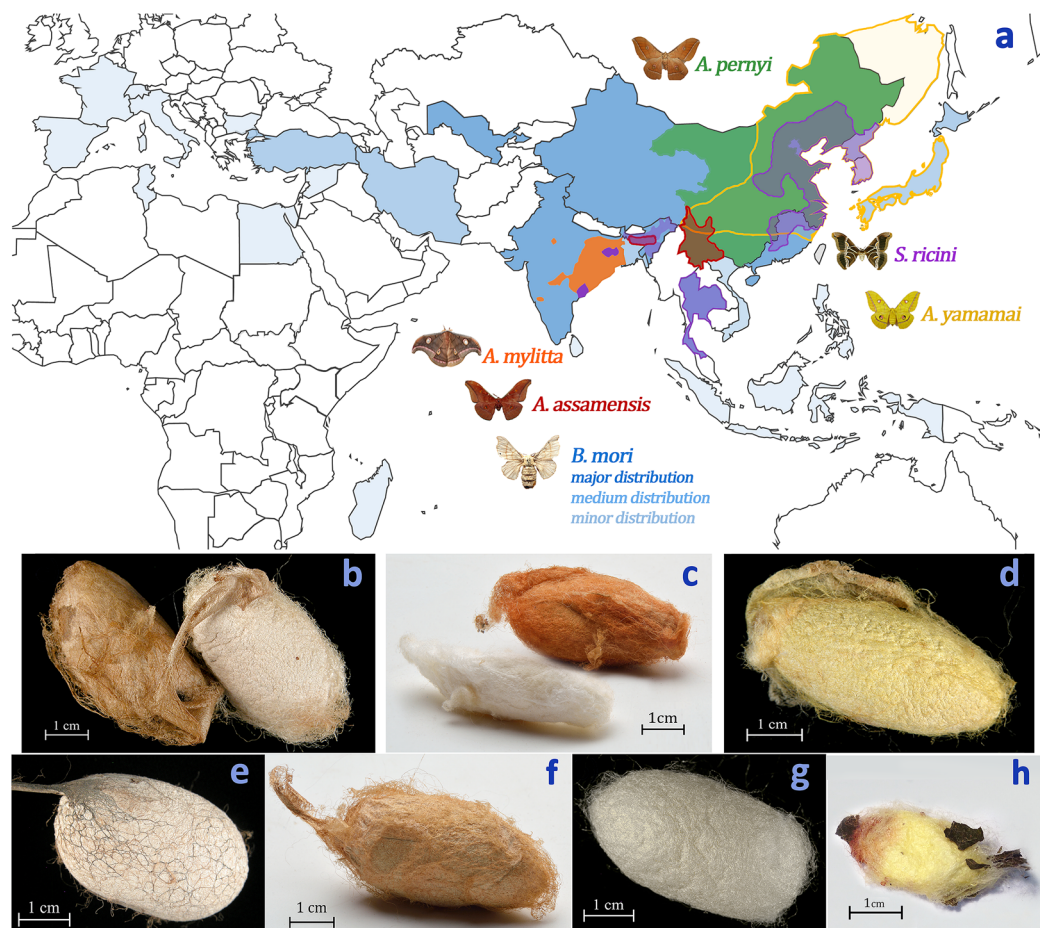 a
A. pernyi
S. ricini
A. yamamai
A. mylitta
A. assamensis
B. mori
major distribution
medium distribution
minor distribution
b
1 cm
c
1cm
d
1 cm
e
1 cm
f
1 cm
g
1 cm
h
1cm